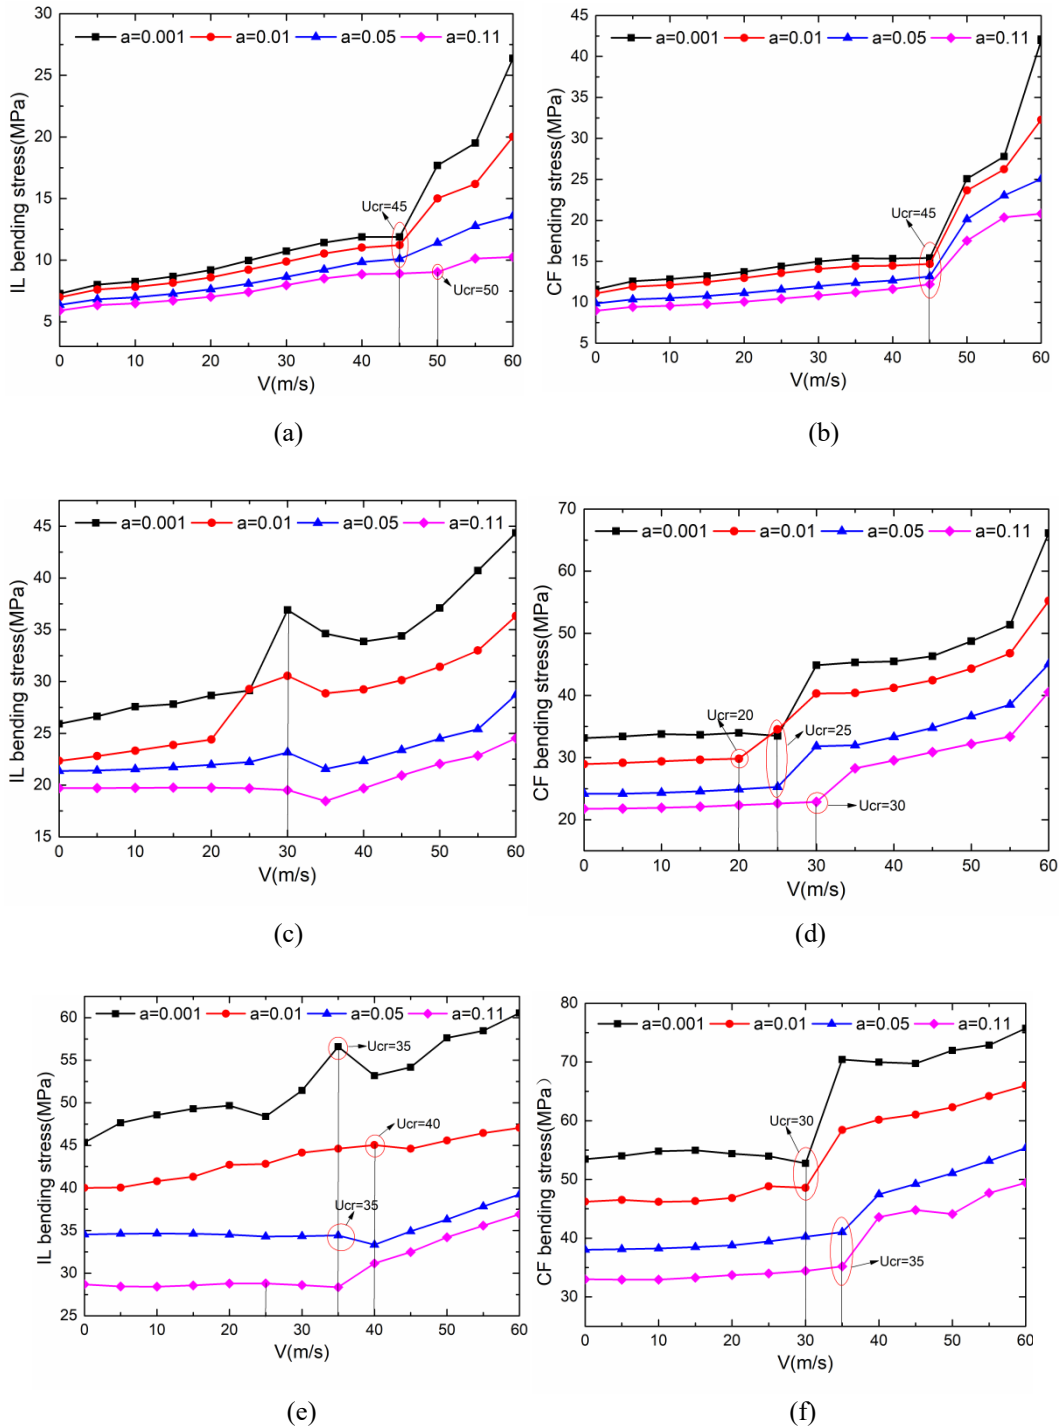 a=0.001 a=0.01 a=0.05 a=0.11
IL bending stress(MPa)
30
25
20
15
10
5
Ucr=45
Ucr=50
0 10 20 30 40 50 60
V(m/s)
(a)
a=0.001 a=0.01 a=0.05 a=0.11
CF bending stress(MPa)
45
40
35
30
25
20
15
10
5
Ucr=45
0 10 20 30 40 50 60
V(m/s)
(b)
a=0.001 a=0.01 a=0.05 a=0.11
IL bending stress(MPa)
45
40
35
30
25
20
15
0 10 20 30 40 50 60
V(m/s)
(c)
a=0.001 a=0.01 a=0.05 a=0.11
CF bending stress(MPa)
70
60
50
40
30
20
Ucr=20
Ucr=25
Ucr=30
0 10 20 30 40 50 60
V(m/s)
(d)
a=0.001 a=0.01 a=0.05 a=0.11
IL bending stress(MPa)
60
55
50
45
40
35
30
25
Ucr=35
Ucr=40
Ucr=35
0 10 20 30 40 50 60
V(m/s)
(e)
a=0.001 a=0.01 a=0.05 a=0.11
CF bending stress(MPa）
80
70
60
50
40
30
Ucr=30
Ucr=35
0 10 20 30 40 50 60
V(m/s)
(f)